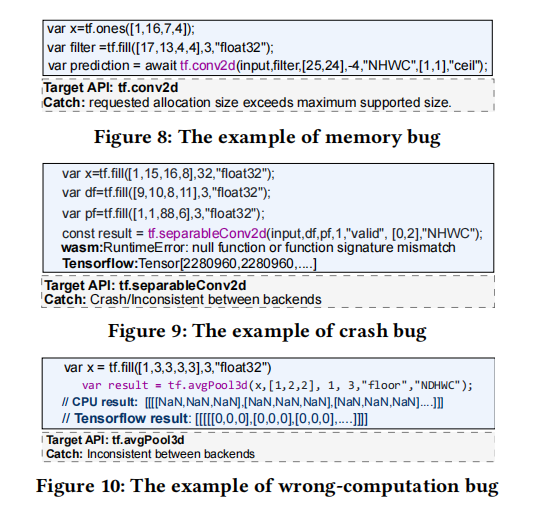 var x=tf.ones([1,16,7,4]);
var filter =tf.fill([17,13,4,4],3,"float32");
var prediction = await tf.conv2d(input,filter,[25,24],-4,"NHWC",[1,1],"ceil");
Target API: tf.conv2d
Catch: requested allocation size exceeds maximum supported size.
Figure 8: The example of memory bug
var x=tf.fill([1,15,16,8],32,"float32");
var df=tf.fill([9,10,8,11],3,"float32");
var pf=tf.fill([1,1,88,6],3,"float32");
const result = tf.separableConv2d(input,df,pf,1,"valid", [0,2],"NHWC");
wasm:RuntimeError: null function or function signature mismatch
Tensorflow:Tensor[2280960,2280960,....]
Target API: tf.separableConv2d
Catch: Crash/Inconsistent between backends
Figure 9: The example of crash bug
var x = tf.fill([1,3,3,3,3],3,"float32")
var result = tf.avgPool3d(x,[1,2,2], 1, 3,"floor","NDHWC");
// CPU result: [[[[NaN,NaN,NaN],[NaN,NaN,NaN],[NaN,NaN,NaN]....]]]
// Tensorflow result: [[[[[0,0,0],[0,0,0],[0,0,0],....]]]]
Target API: tf.avgPool3d
Catch: Inconsistent between backends
Figure 10: The example of wrong-computation bug